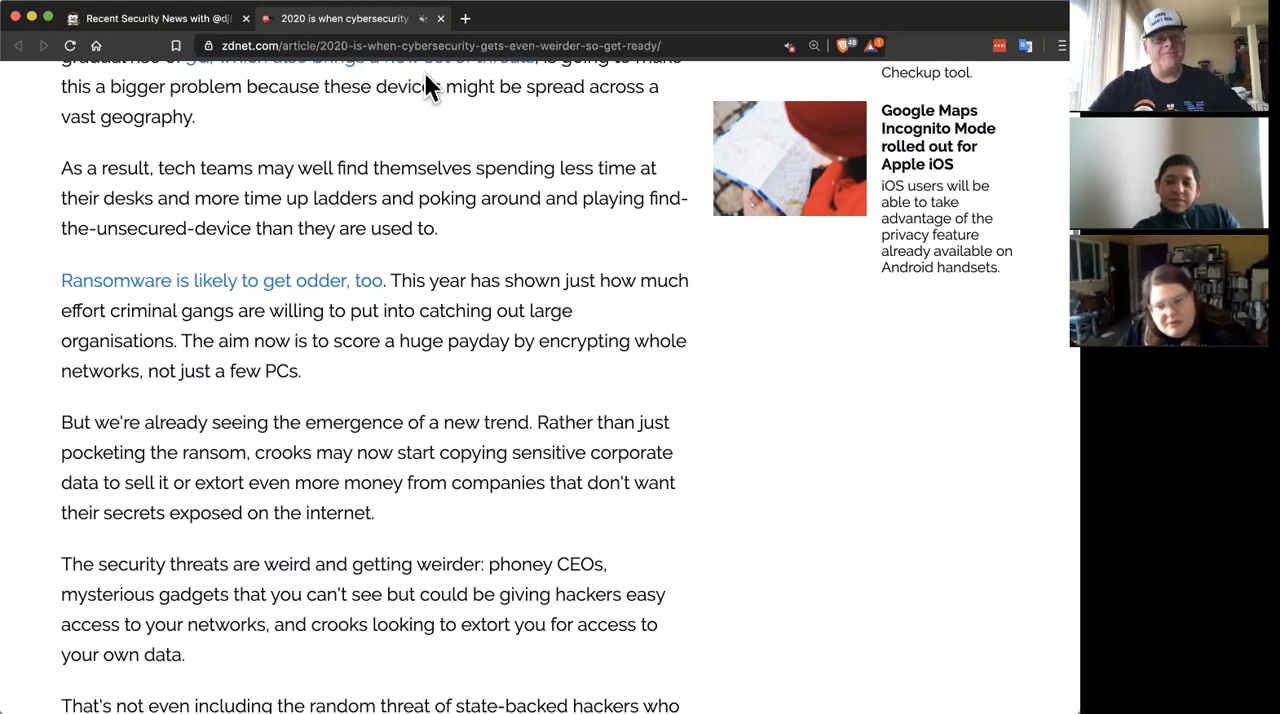 Recent Security News with @dj
2020 is when cybersecurity
zdnet.com/article/2020-is-when-cybersecurity-gets-even-weirder-so-get-ready/
48
1
this a bigger problem because these devices might be spread across a
vast geography.
As a result, tech teams may well find themselves spending less time at
their desks and more time up ladders and poking around and playing find-
the-unsecured-device than they are used to.
Ransomware is likely to get odder, too. This year has shown just how much
effort criminal gangs are willing to put into catching out large
organisations. The aim now is to score a huge payday by encrypting whole
networks, not just a few PCs.
But we're already seeing the emergence of a new trend. Rather than just
pocketing the ransom, crooks may now start copying sensitive corporate
data to sell it or extort even more money from companies that don't want
their secrets exposed on the internet.
The security threats are weird and getting weirder: phoney CEOs,
mysterious gadgets that you can't see but could be giving hackers easy
access to your networks, and crooks looking to extort you for access to
your own data.
That's not even including the random threat of state-backed hackers who
Checkup tool.
Google Maps
Incognito Mode
rolled out for
Apple iOS
iOS users will be
able to take
advantage of the
privacy feature
already available on
Android handsets.